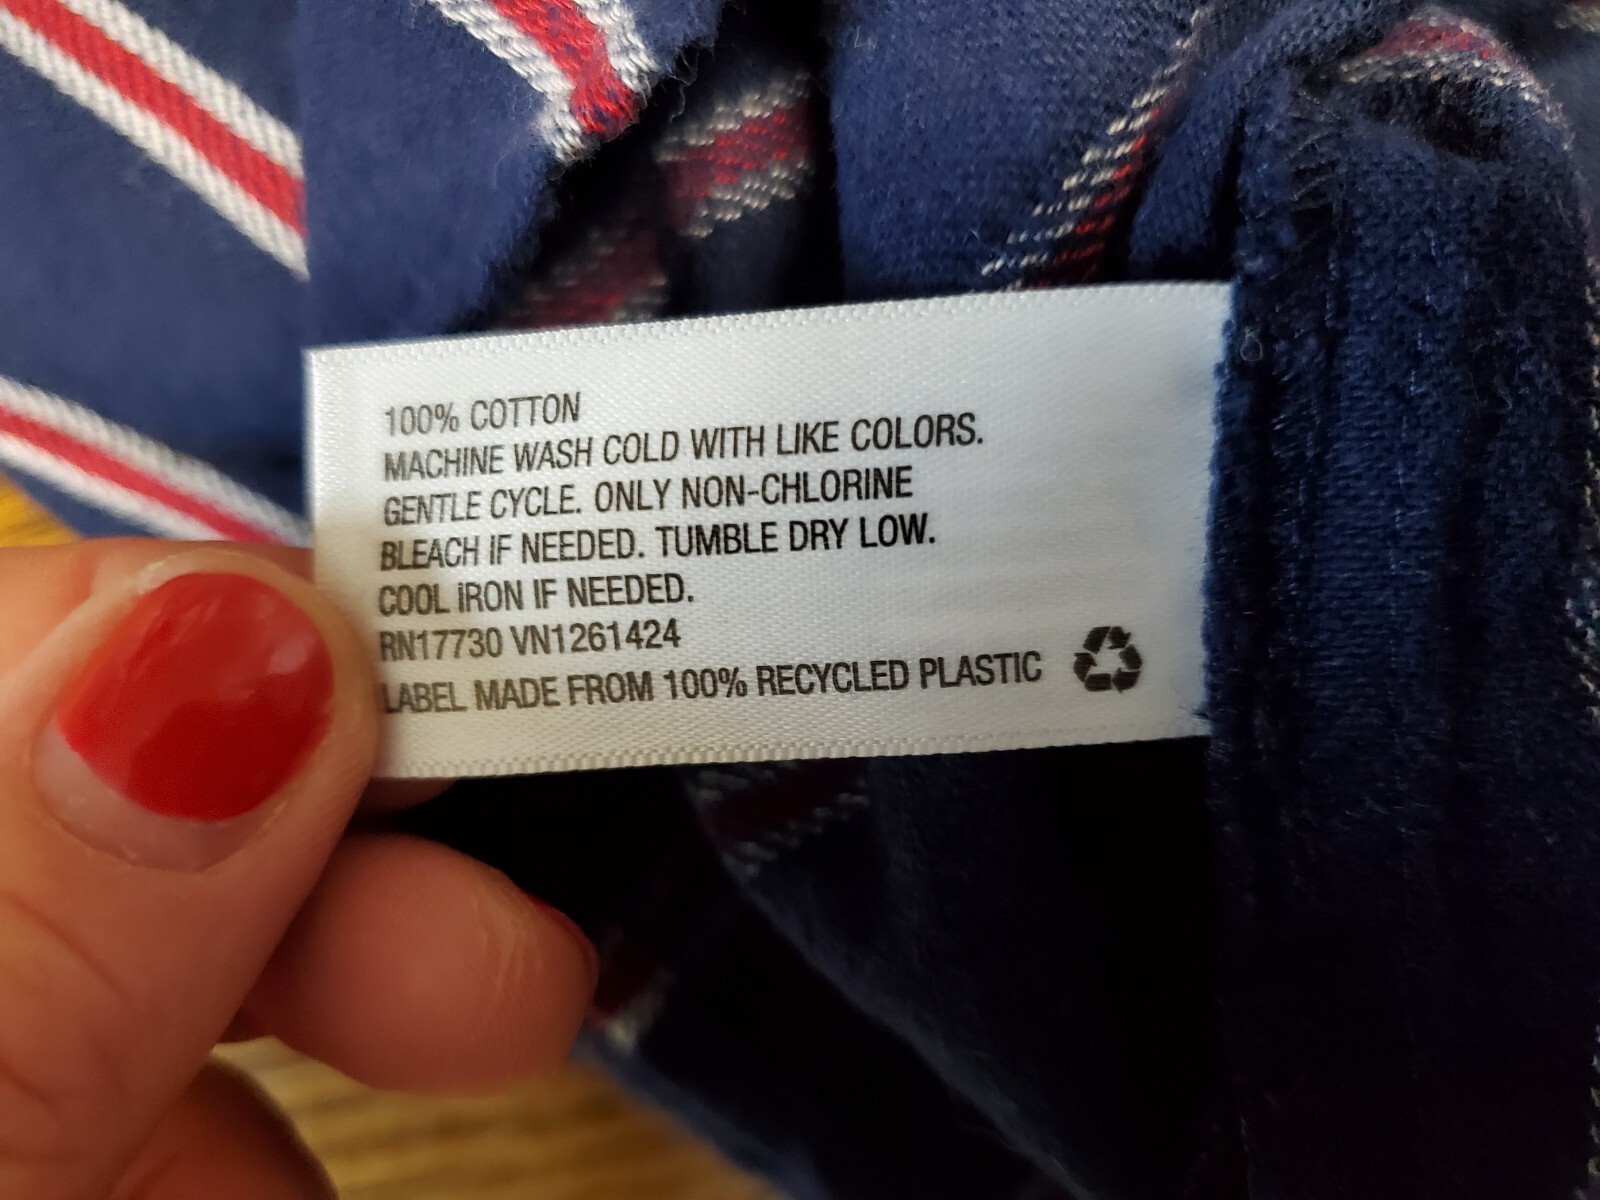 100% COTTON
MACHINE WASH COLD WITH LIKE COLORS.
GENTLE CYCLE. ONLY NON-CHLORINE
BLEACH IF NEEDED. TUMBLE DRY LOW.
COOL iRON IF NEEDED.
RN17730 VN1261424
LABEL MADE FROM 100% RECYCLED PLASTIC